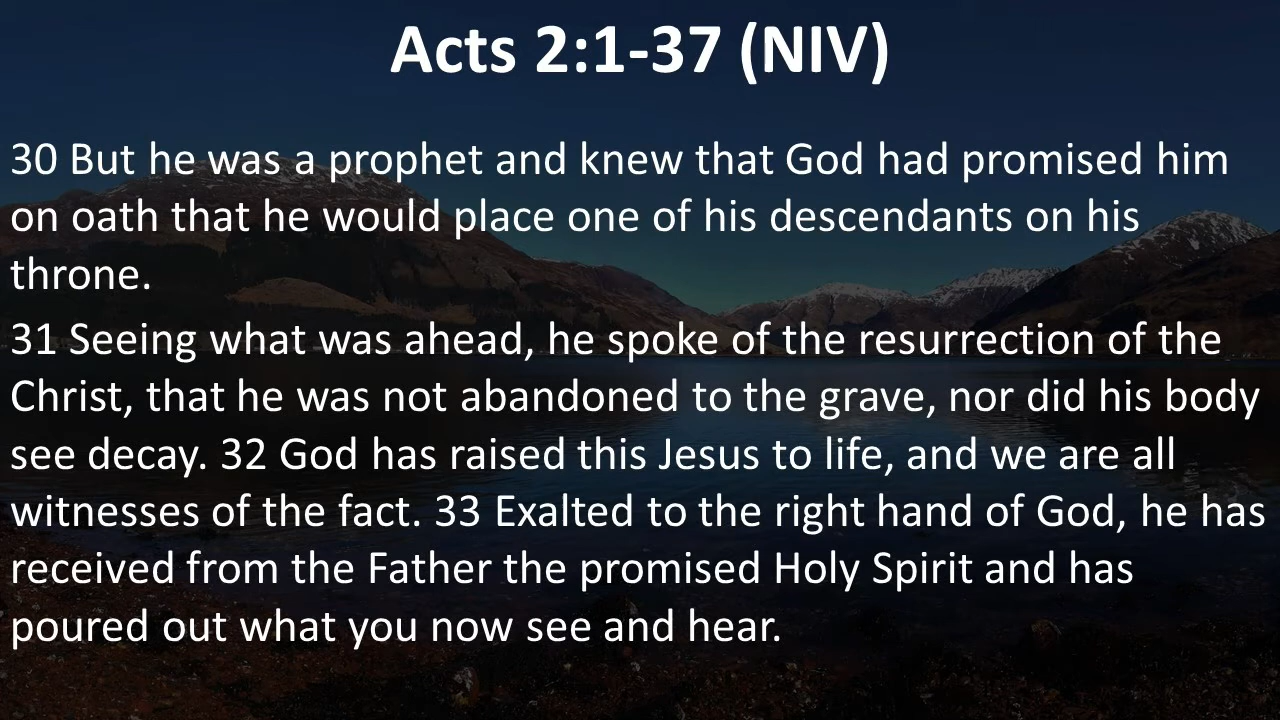 Acts 2:1-37 (NIV)
30 But he was a prophet and knew that God had promised him
on oath that he would place one of his descendants on his
throne.
31 Seeing what was ahead, he spoke of the resurrection of the
Christ, that he was not abandoned to the grave, nor did his body
see decay. 32 God has raised this Jesus to life, and we are all
witnesses of the fact. 33 Exalted to the right hand of God, he has
received from the Father the promised Holy Spirit and has
poured out what you now see and hear.